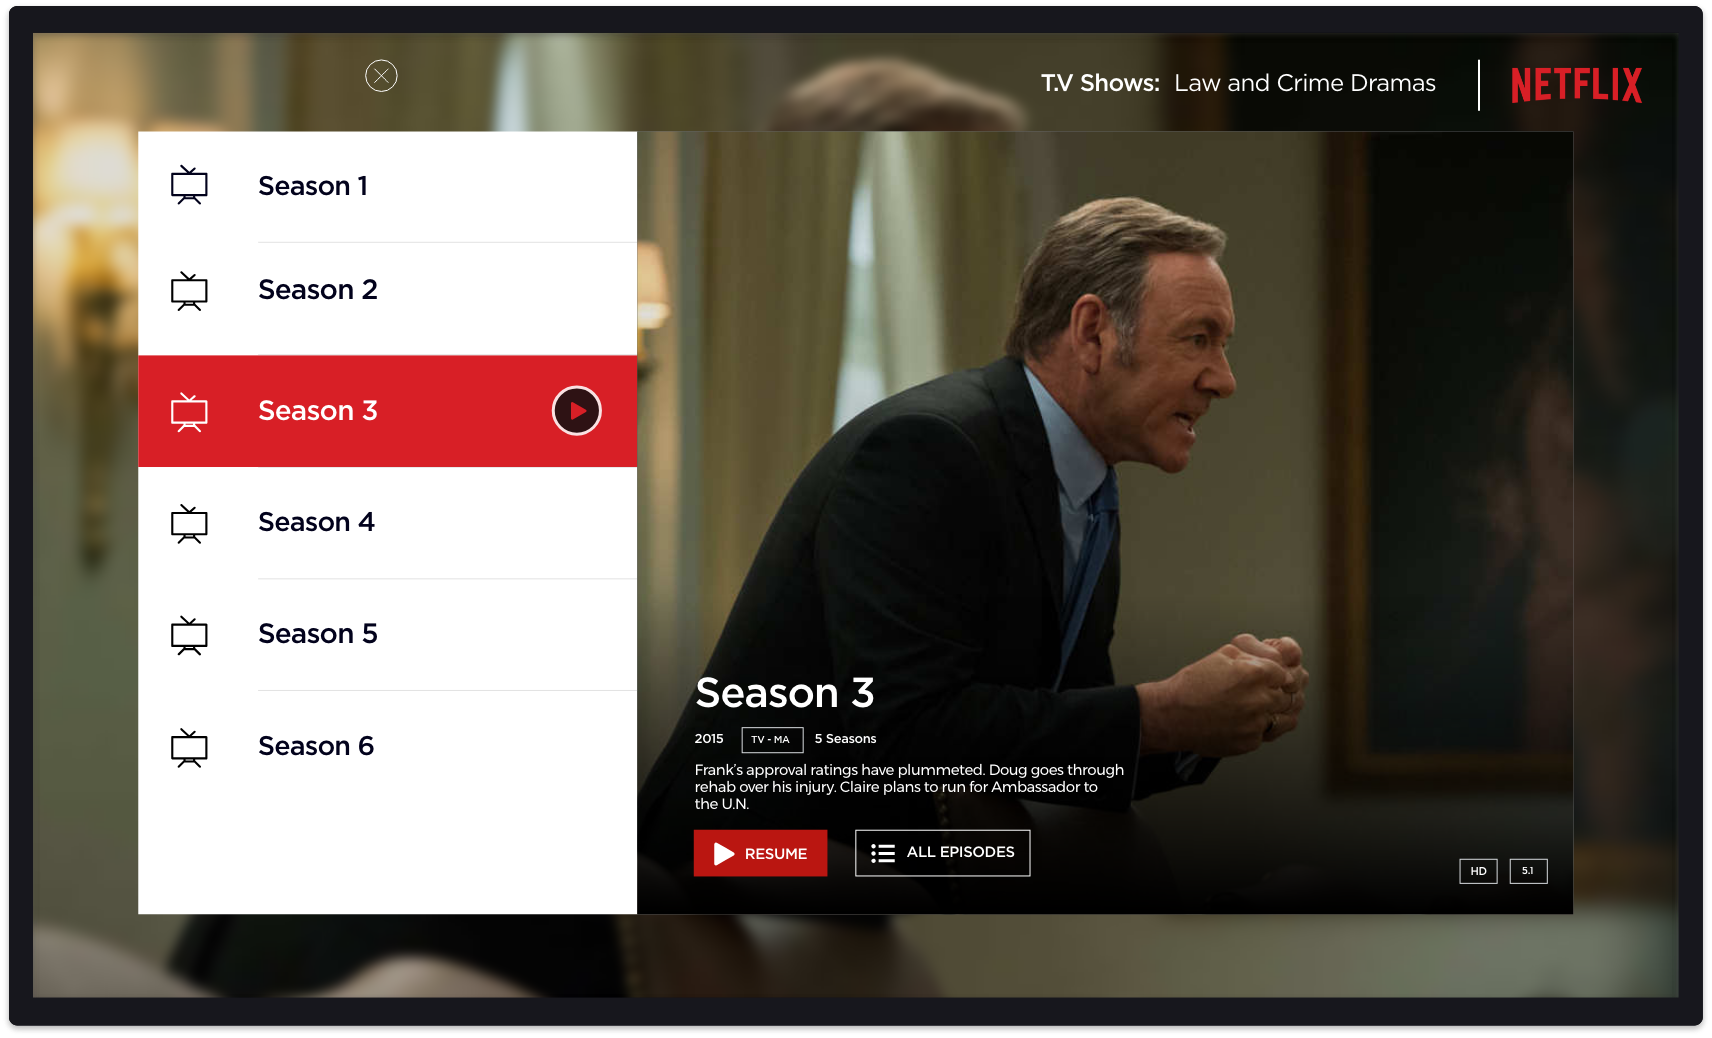 T.V Shows: Law and Crime Dramas
NETFLIX
Season 1
Season 2
Season 3
Season 4
Season 5
Season 6
Season 3
2015 TV - MA 5 Seasons
Frank's approval ratings have plummeted. Doug goes through
rehab over his injury. Claire plans to run for Ambassador to
the U.N.
RESUME ALL EPISODES
HD 5.1